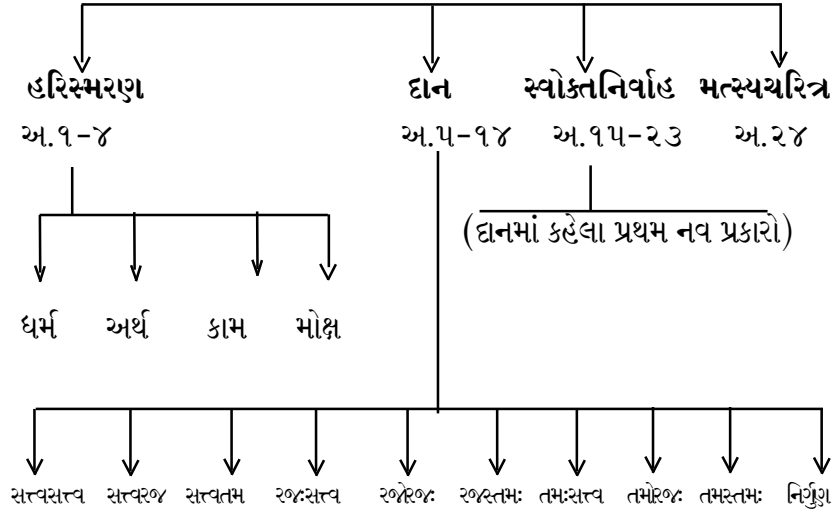 હરિસ્મરણ દાન સ્વોક્તનિર્વાહ મત્સ્યચરિત્ર
અ.૧-૪ અ.૫-૧૪ અ.૧૫-૨૩ અ.૨૪
(દાનમાં કહેલા પ્રથમ નવ પ્રકારો)
ધર્મ અર્થ કામ મોક્ષ
સત્ત્વસત્ત્વ સત્ત્વરજ સત્ત્વતમ રજઃસત્ત્વ રજોરજઃ રજસ્તમઃ તમઃસત્ત્વ તમોરજઃ તમસ્તમઃ નિર્ગુણ